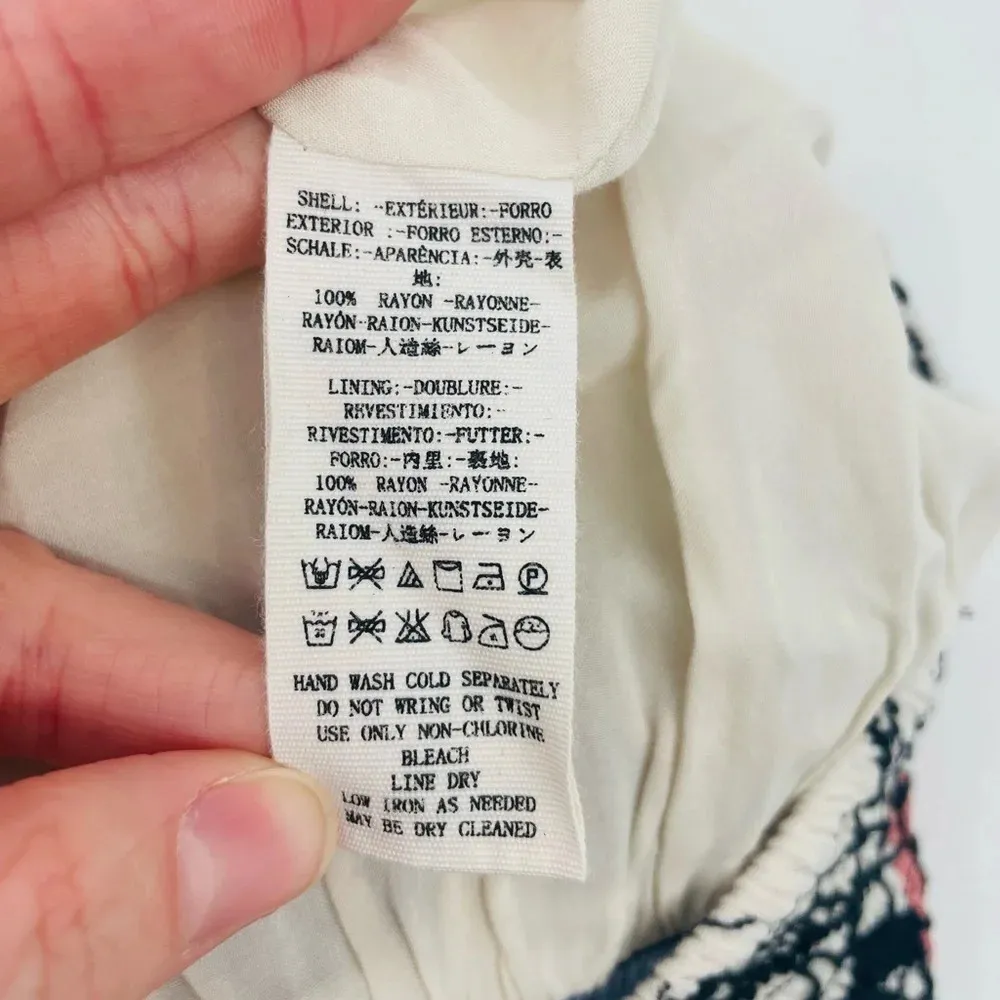 SHELL: -EXTÉRIEUR:-FORRO
EXTERIOR :-FORRO ESTERNO:-
SCHALE:-APARÊNCIA:-外壳-表
地:
100% RAYON -RAYONNE-
RAYÓN-RAION-KUNSTSEIDE-
RAIOM-人造絲-レーヨン
LINING:-DOUBLURE:-
REVESTIMIENTO:-
RIVESTIMENTO:-FUTTER:-
FORRO:-内里:-裏地:
100% RAYON -RAYONNE-
RAYÓN-RAION-KUNSTSEIDE-
RAIOM-人造絲-レーヨン
P
30
HAND WASH COLD SEPARATELY
DO NOT WRING OR TWIST
USE ONLY NON-CHLORINE
BLEACH
LINE DRY
LOW IRON AS NEEDED
MAY BE DRY CLEANED